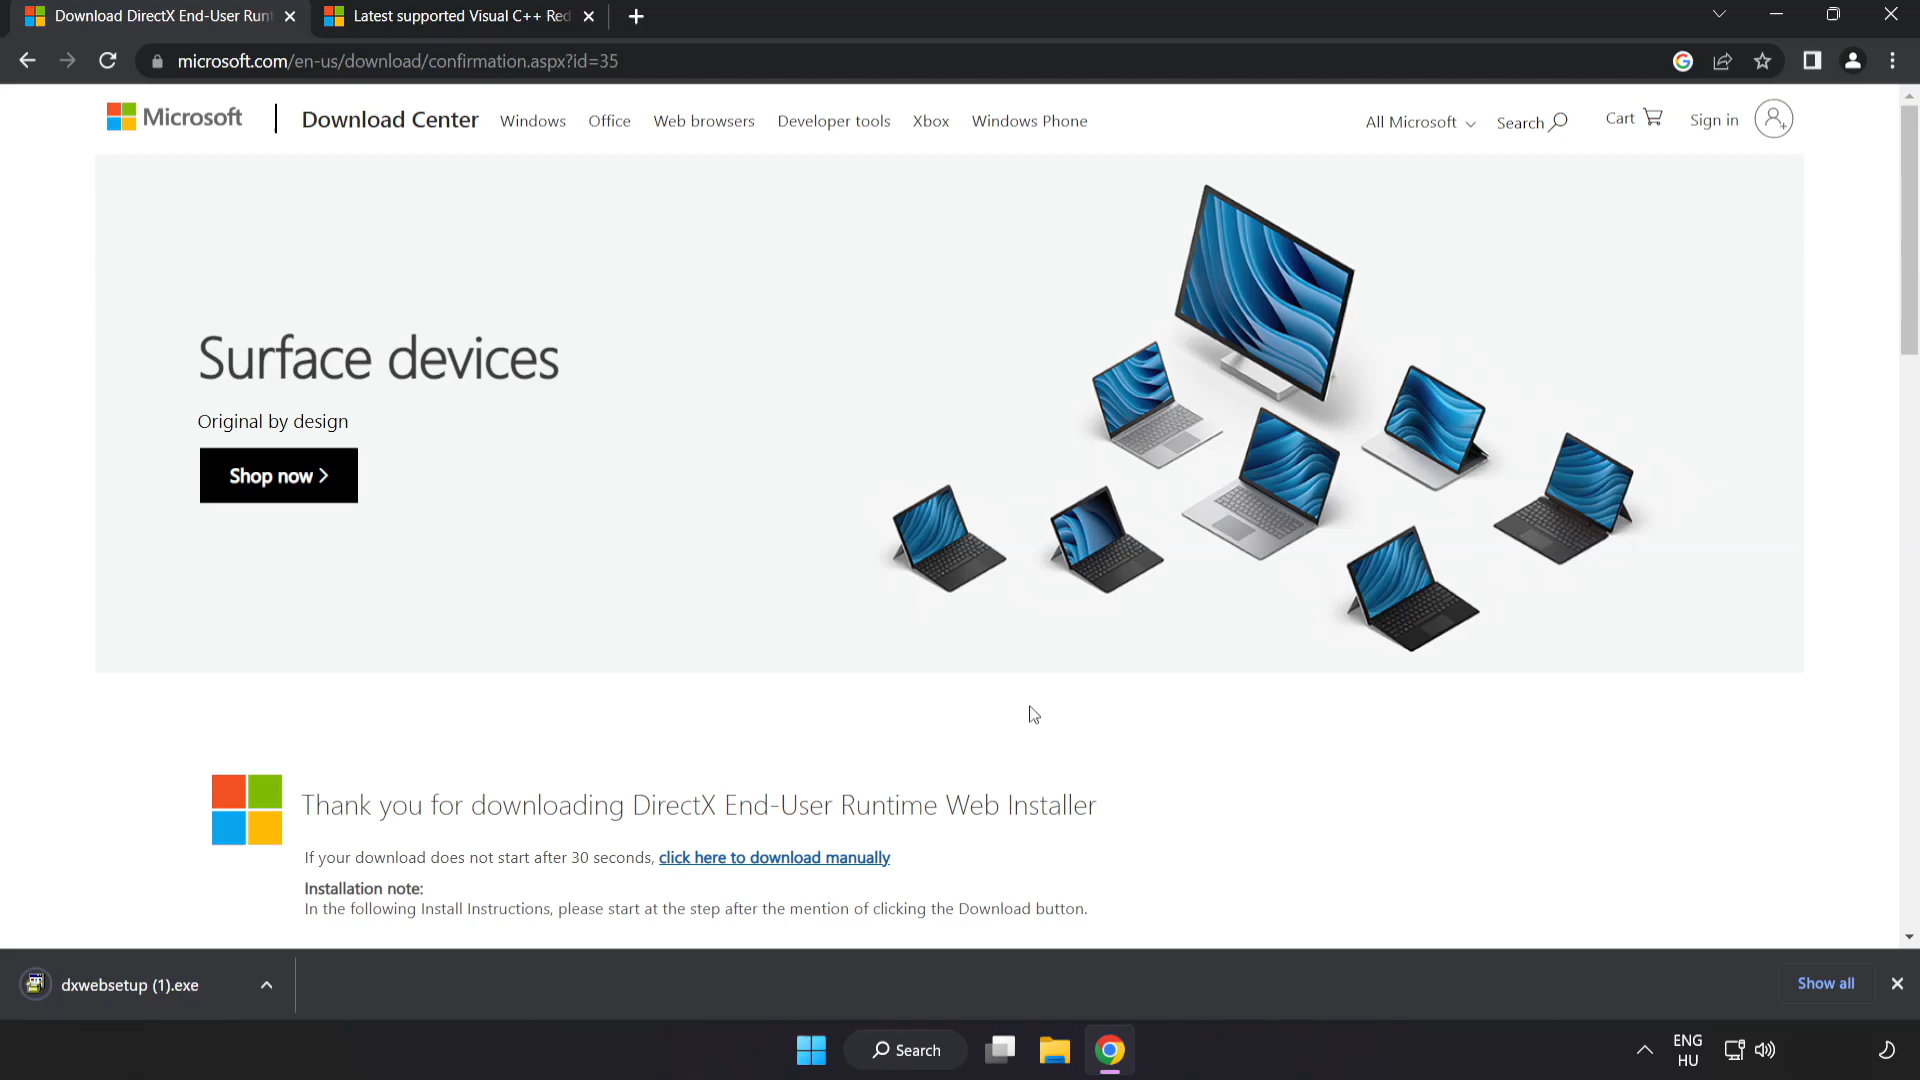 Download DirectX End-User Runt
Latest supported Visual C++ Red
microsoft.com/en-us/download/confirmation.aspx?id=35
Microsoft
Download Center
Windows
Office
Web browsers
Developer tools
Xbox
Windows Phone
All Microsoft
Search
Cart
Sign in
Surface devices
Original by design
Shop now
Thank you for downloading DirectX End-User Runtime Web Installer
If your download does not start after 30 seconds, click here to download manually
Installation note:
In the following Install Instructions, please start at the step after the mention of clicking the Download button.
dxwebsetup (1).exe
Show all
Search
ENG
HU